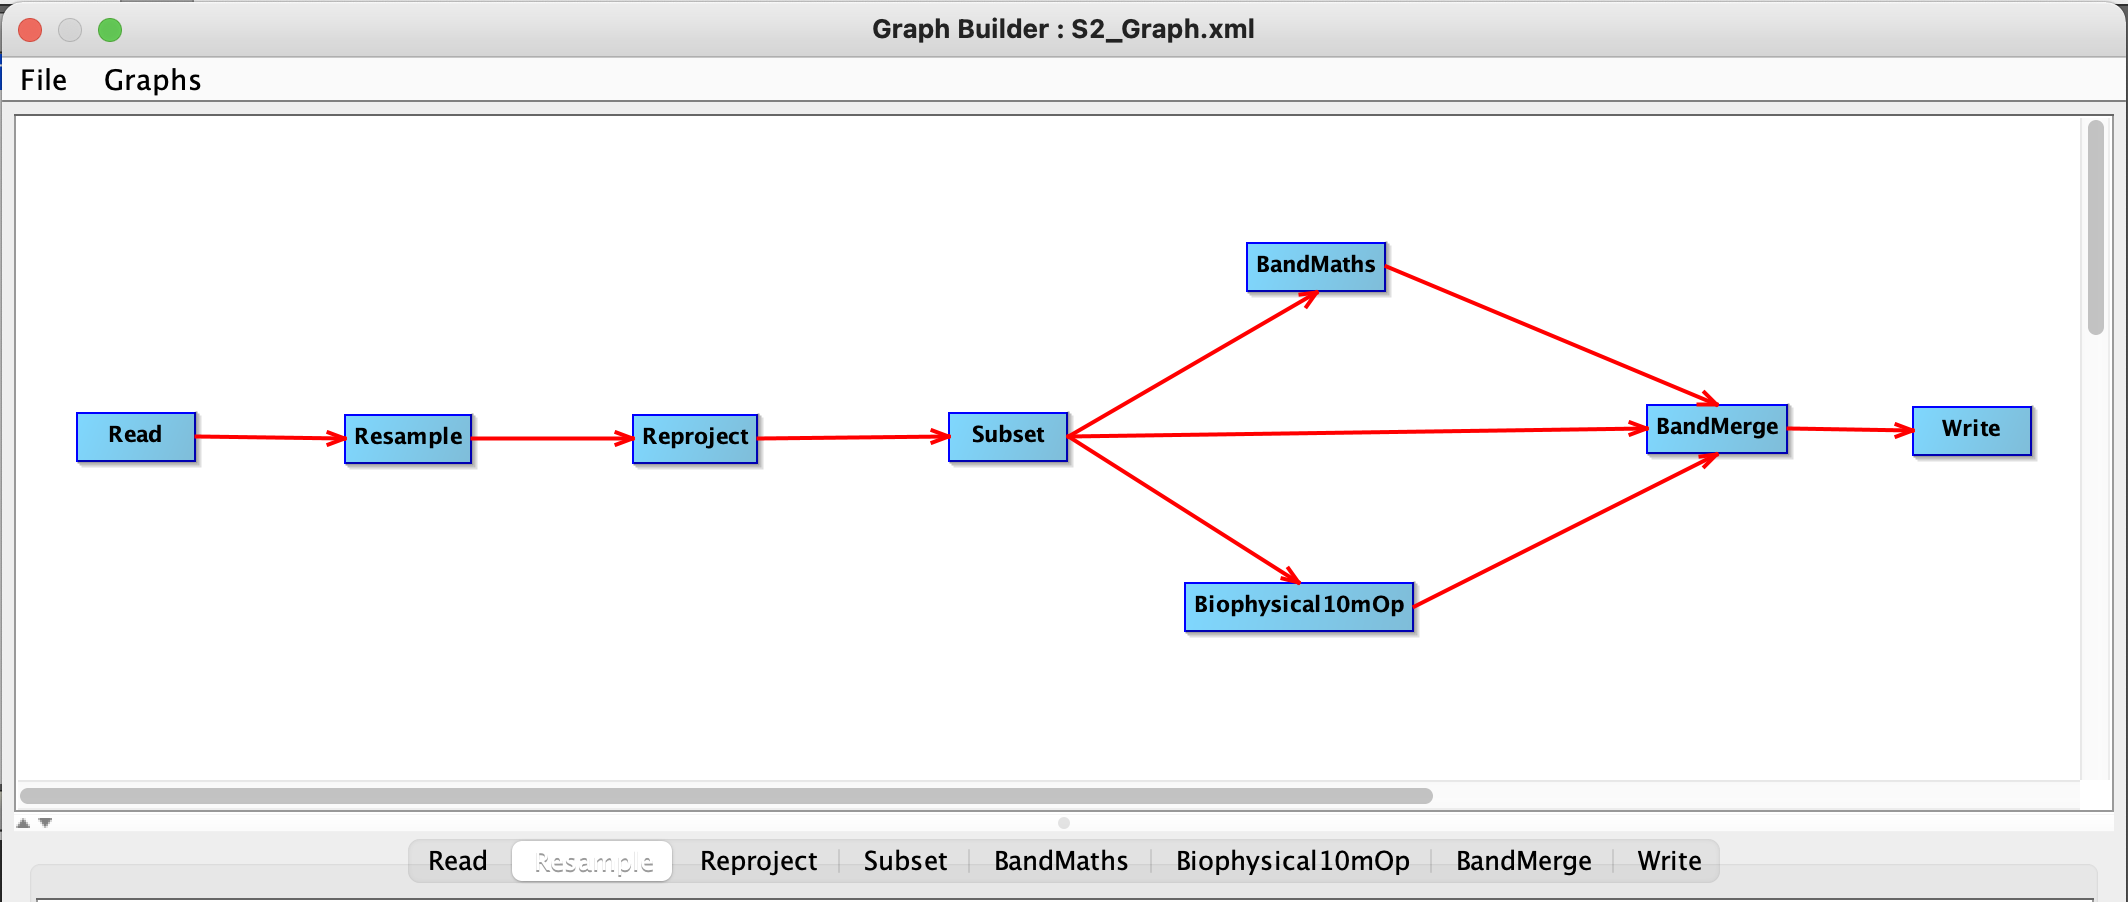 Graph Builder : S2_Graph.xml
File Graphs
BandMaths
Read Resample Reproject Subset BandMerge Write
Biophysical10mOp
Read Resample Reproject Subset BandMaths Biophysical10mOp BandMerge Write